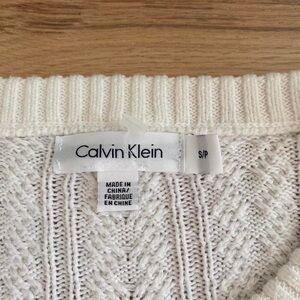 Calvin Klein
S/P
MADE IN
CHINA/
FABRIQUÉ
EN CHINE